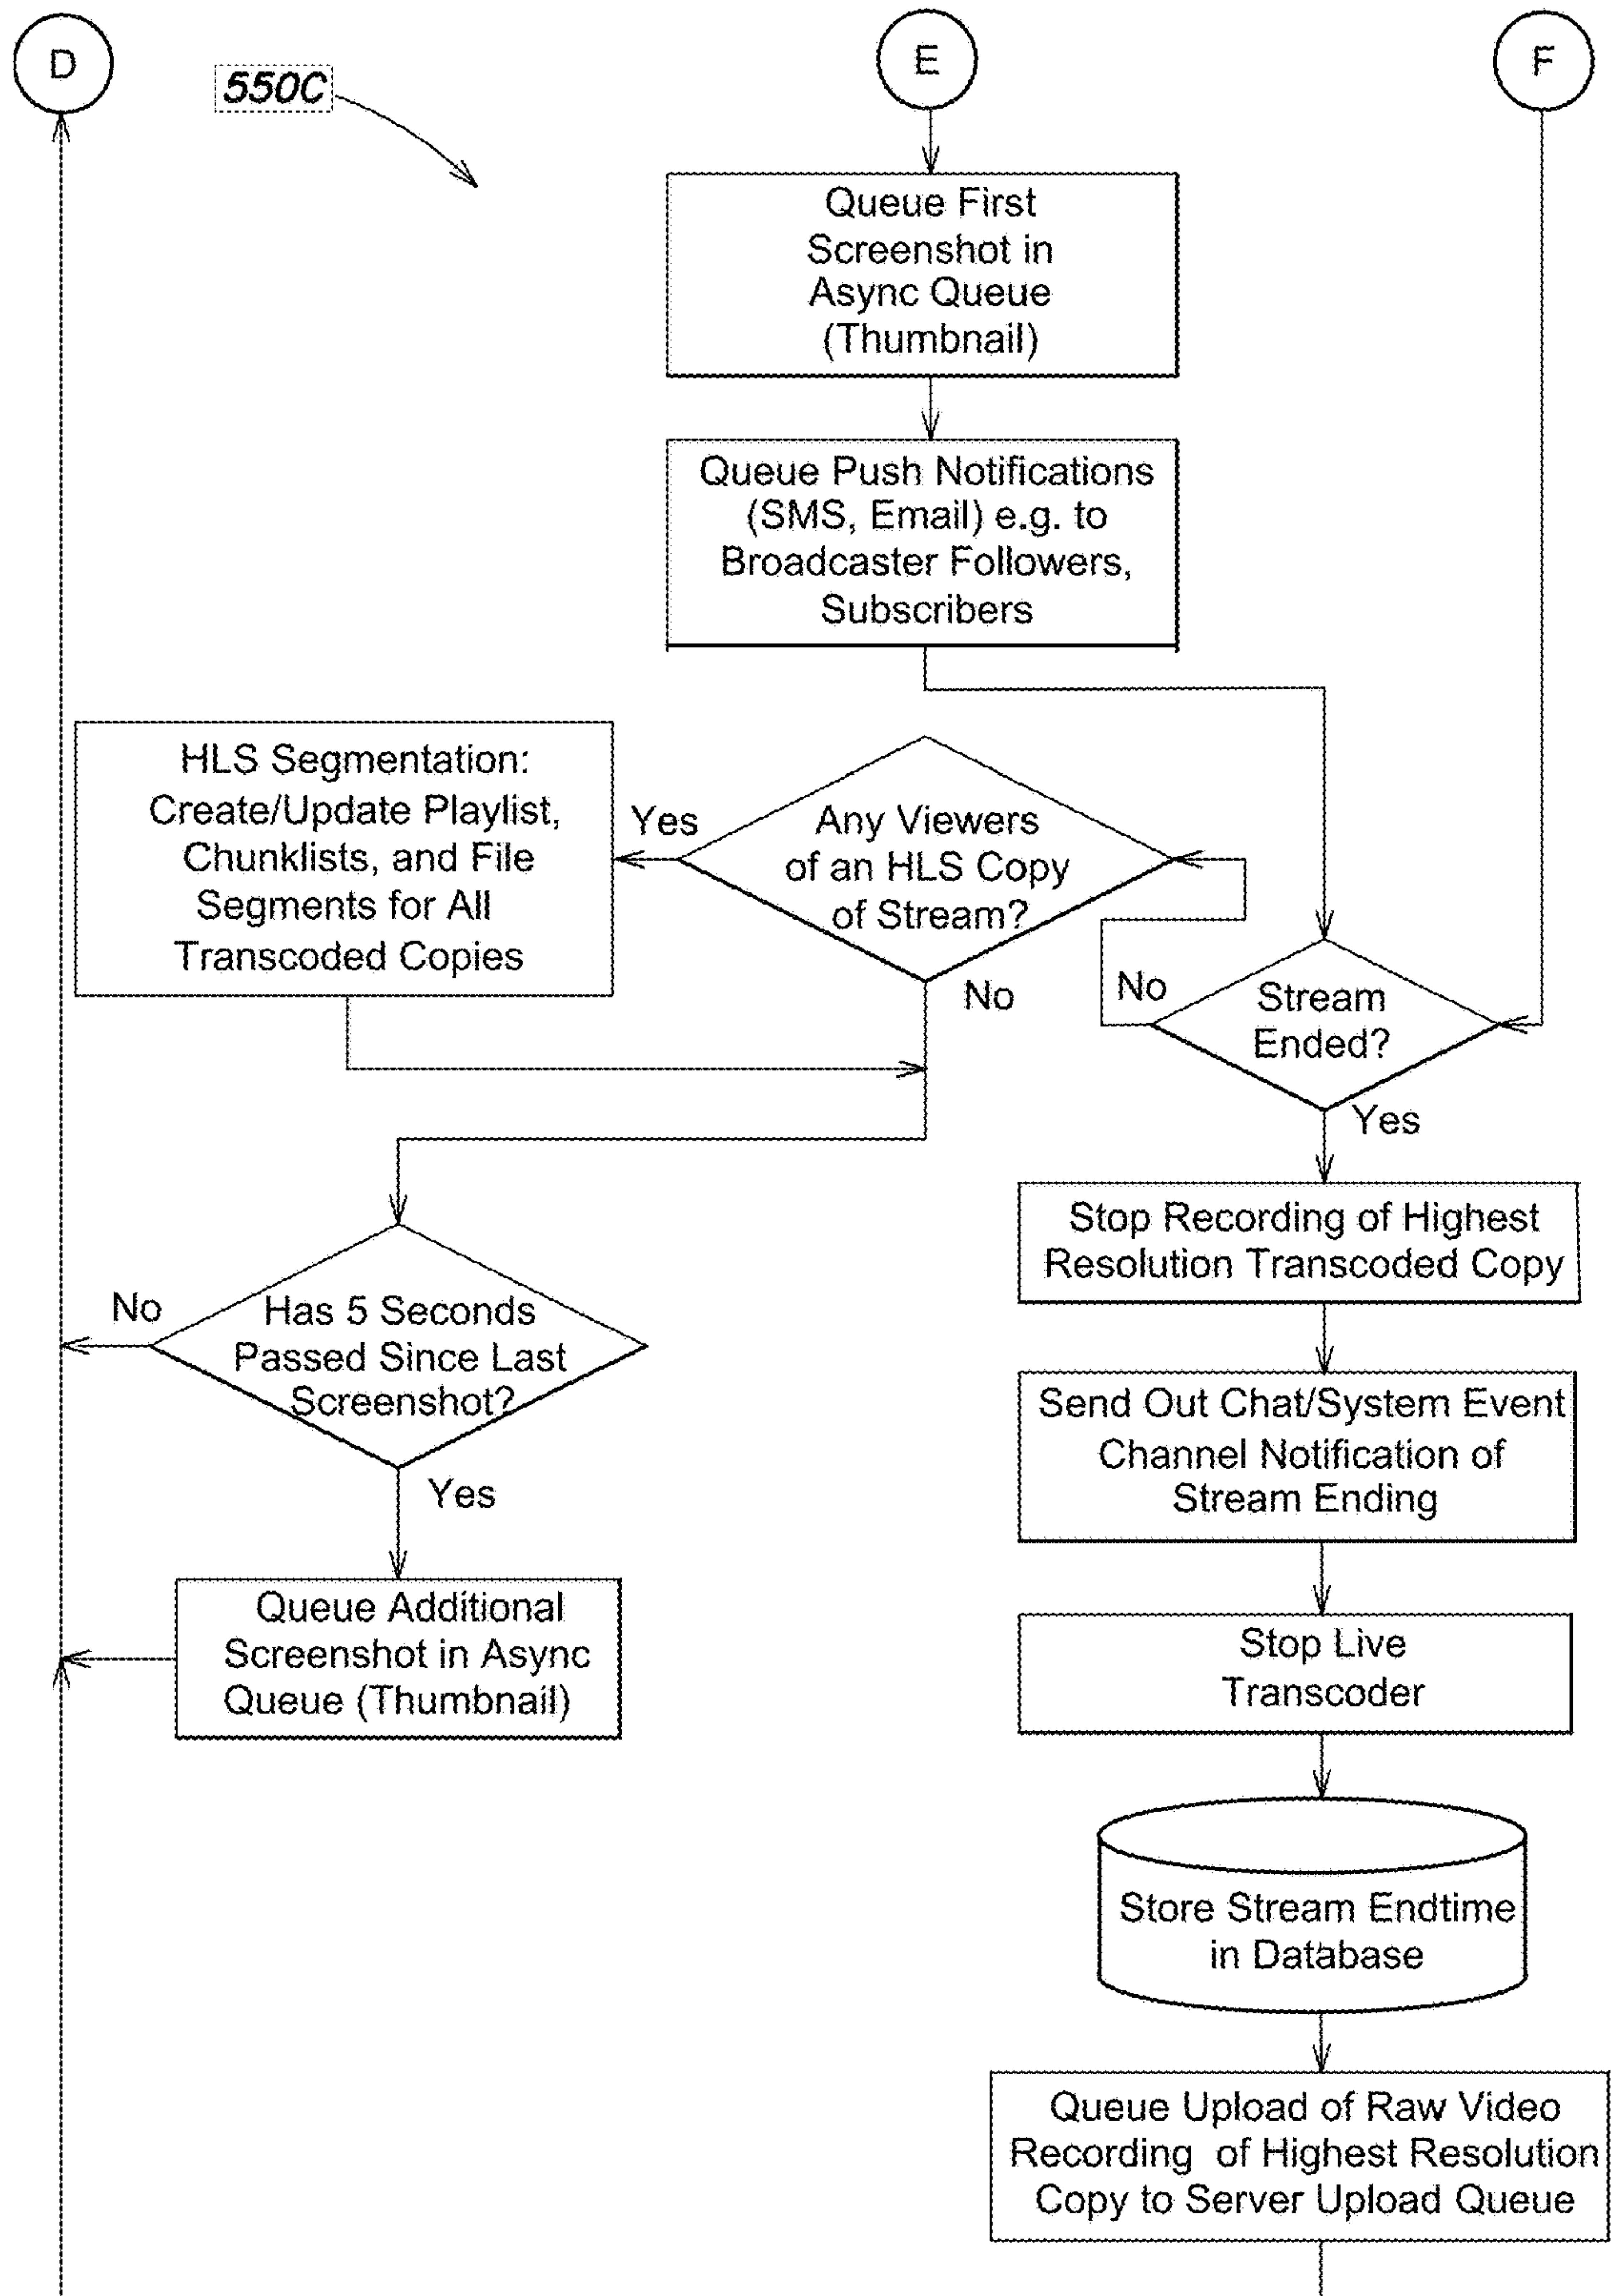 D
550C
E
F
Queue First
Screenshot in
Async Queue
(Thumbnail)
Queue Push Notifications
(SMS, Email) e.g. to
Broadcaster Followers,
Subscribers
HLS Segmentation:
Create/Update Playlist,
Chunklists, and File
Segments for All
Transcoded Copies
Yes
Any Viewers
of an HLS Copy
of Stream?
No
No
Stream
Ended?
Yes
Stop Recording of Highest
Resolution Transcoded Copy
No
Has 5 Seconds
Passed Since Last
Screenshot?
Yes
Send Out Chat/System Event
Channel Notification of
Stream Ending
Queue Additional
Screenshot in Async
Queue (Thumbnail)
Stop Live
Transcoder
Store Stream Endtime
in Database
Queue Upload of Raw Video
Recording of Highest Resolution
Copy to Server Upload Queue